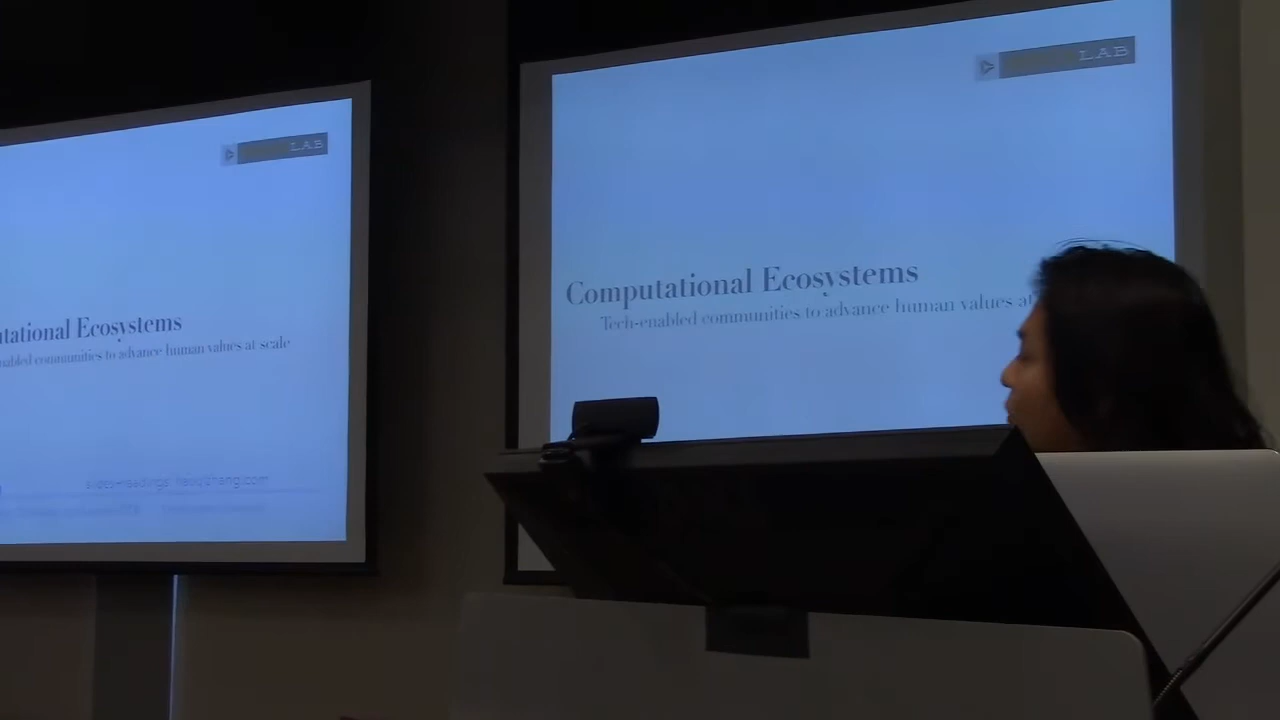 LAB
utational Ecosystems
nabled communities to advance human values at scale
LAB
Computational Ecosystems
Tech-enabled communities to advance human values at